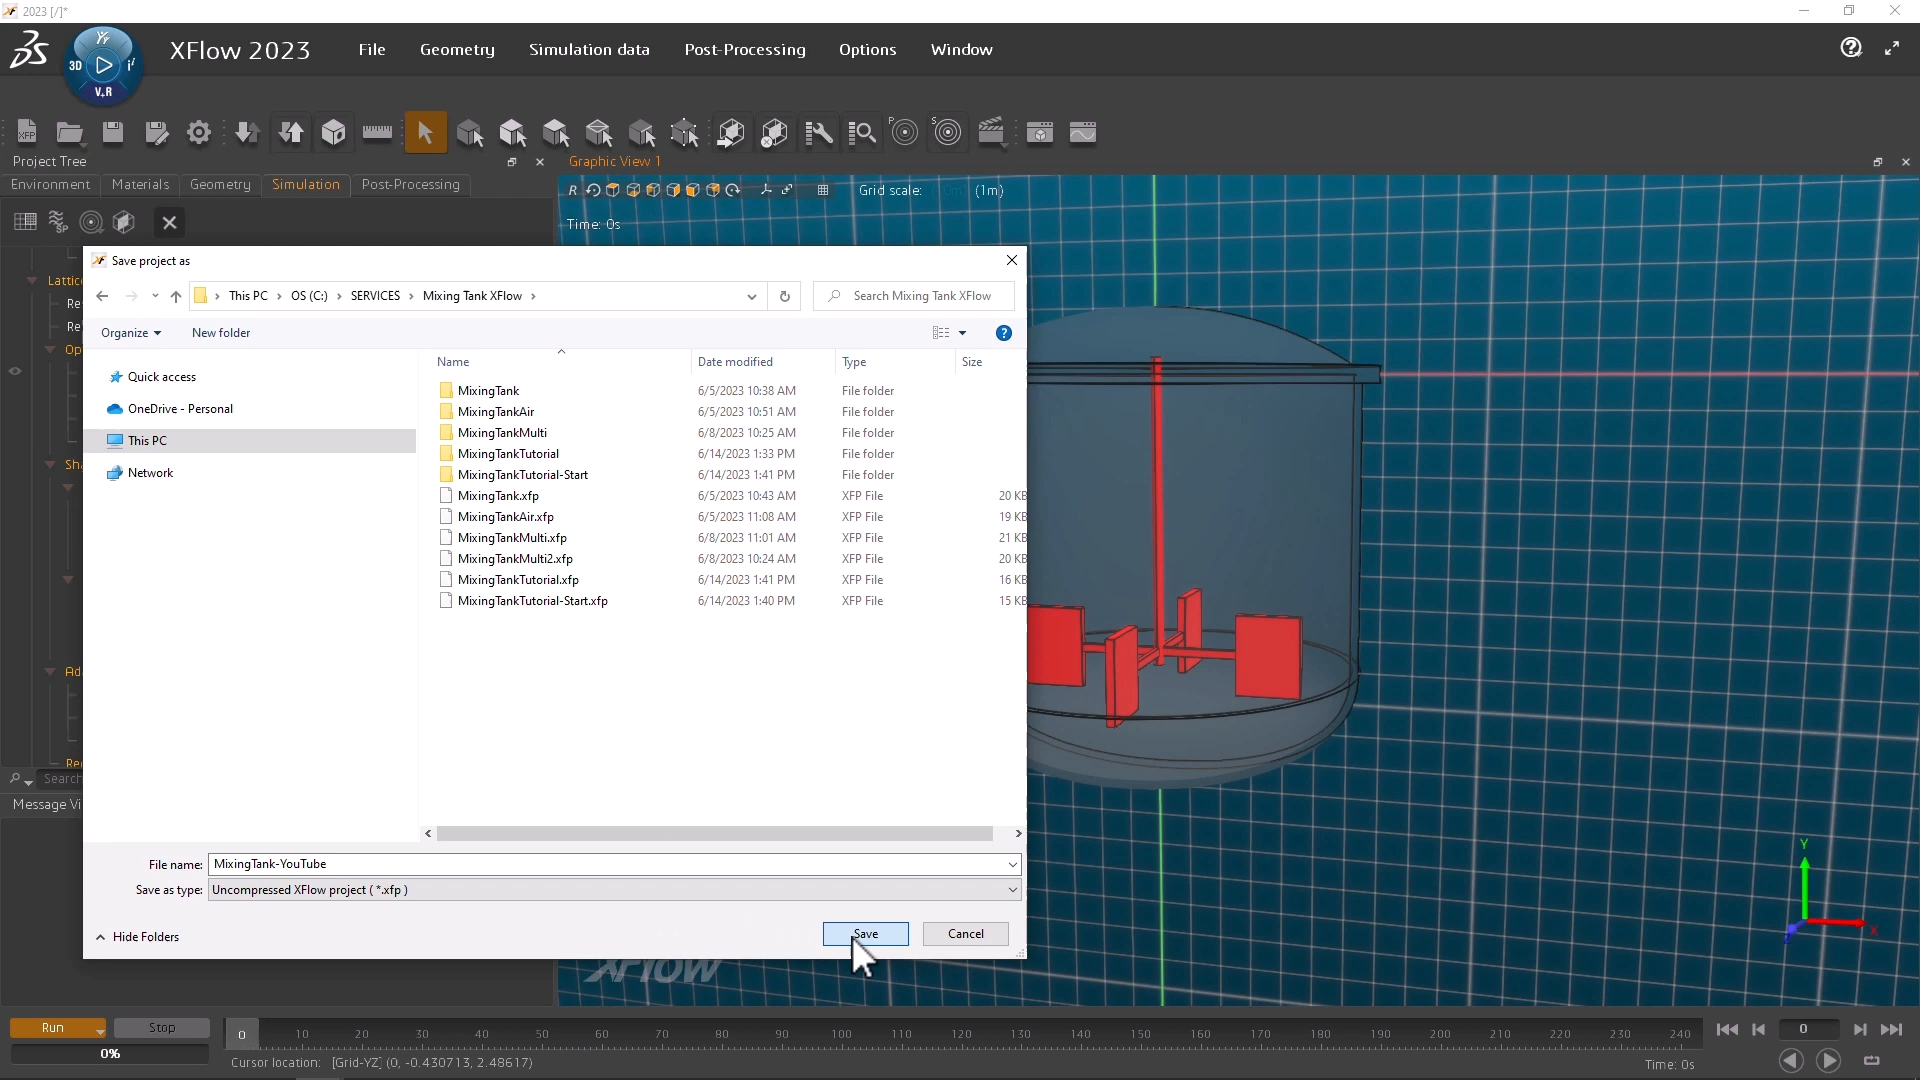 2023 [/]*
XFlow 2023
File Geometry Simulation data Post-Processing Options Window
3D V,R
XFP
P S
Project Tree
Graphic View 1
Environment Materials Geometry Simulation Post-Processing
R Grid scale: (1m)
SP
Time: 0s
Save project as
Lattic
Re
Re
Op
Sha
Ad
Re
Search
Message Vi
This PC › OS (C:) › SERVICES › Mixing Tank XFlow ›
Search Mixing Tank XFlow
Organize New folder
Quick access
OneDrive - Personal
This PC
Network
Name Date modified Type Size
MixingTank 6/5/2023 10:38 AM File folder
MixingTankAir 6/5/2023 10:51 AM File folder
MixingTankMulti 6/8/2023 10:25 AM File folder
MixingTankTutorial 6/14/2023 1:33 PM File folder
MixingTankTutorial-Start 6/14/2023 1:41 PM File folder
MixingTank.xfp 6/5/2023 10:43 AM XFP File 20 KB
MixingTankAir.xfp 6/5/2023 11:08 AM XFP File 19 KB
MixingTankMulti.xfp 6/8/2023 11:01 AM XFP File 21 KB
MixingTankMulti2.xfp 6/8/2023 10:24 AM XFP File 20 KB
MixingTankTutorial.xfp 6/14/2023 1:41 PM XFP File 16 KB
MixingTankTutorial-Start.xfp 6/14/2023 1:40 PM XFP File 15 KB
File name: MixingTank-YouTube
Save as type: Uncompressed XFlow project ( *.xfp )
Hide Folders
Save Cancel
XFLOW
Y
X
Run Stop
0 10 20 30 40 50 60 70 80 90 100 110 120 130 140 150 160 170 180 190 200 210 220 230 240
0
0%
Cursor location: [Grid-YZ] (0, -0.430713, 2.48617)
Time: 0s